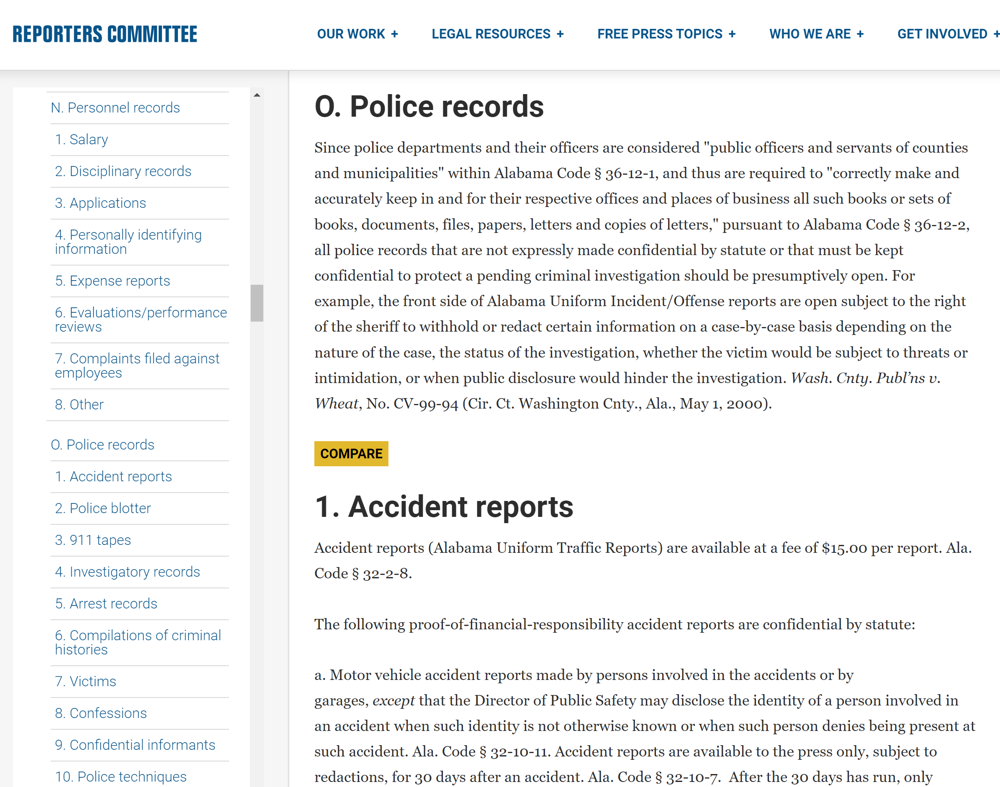 REPORTERS COMMITTEE
OUR WORK +
LEGAL RESOURCES +
FREE PRESS TOPICS +
WHO WE ARE +
GET INVOLVED +
N. Personnel records
1. Salary
2. Disciplinary records
3. Applications
4. Personally identifying
information
5. Expense reports
6. Evaluations/performance
reviews
7. Complaints filed against
employees
8. Other
O. Police records
1. Accident reports
2. Police blotter
3. 911 tapes
4. Investigatory records
5. Arrest records
6. Compilations of criminal
histories
7. Victims
8. Confessions
9. Confidential informants
10. Police techniques
O. Police records
Since police departments and their officers are considered "public officers and servants of counties
and municipalities" within Alabama Code § 36-12-1, and thus are required to "correctly make and
accurately keep in and for their respective offices and places of business all such books or sets of
books, documents, files, papers, letters and copies of letters," pursuant to Alabama Code § 36-12-2,
all police records that are not expressly made confidential by statute or that must be kept
confidential to protect a pending criminal investigation should be presumptively open. For
example, the front side of Alabama Uniform Incident/Offense reports are open subject to the right
of the sheriff to withhold or redact certain information on a case-by-case basis depending on the
nature of the case, the status of the investigation, whether the victim would be subject to threats or
intimidation, or when public disclosure would hinder the investigation. Wash. Cnty. Publ’ns v.
Wheat, No. CV-99-94 (Cir. Ct. Washington Cnty., Ala., May 1, 2000).
COMPARE
1. Accident reports
Accident reports (Alabama Uniform Traffic Reports) are available at a fee of $15.00 per report. Ala.
Code § 32-2-8.
The following proof-of-financial-responsibility accident reports are confidential by statute:
a. Motor vehicle accident reports made by persons involved in the accidents or by
garages, except that the Director of Public Safety may disclose the identity of a person involved in
an accident when such identity is not otherwise known or when such person denies being present at
such accident. Ala. Code § 32-10-11. Accident reports are available to the press only, subject to
redactions, for 30 days after an accident. Ala. Code § 32-10-7.  After the 30 days has run, only